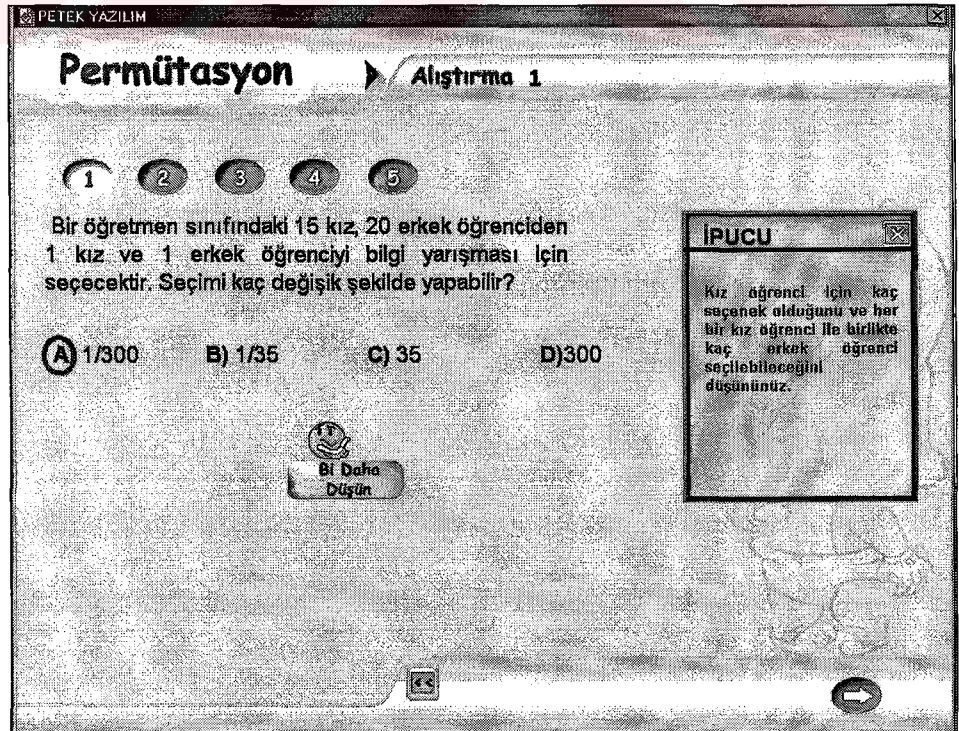 PETEK YAZILIM
Permütasyon
Alıştırma 1
1 2 3 4 5
Bir öğretmen sınıfındaki 15 kız, 20 erkek öğrenciden
1 kız ve 1 erkek öğrenciyi bilgi yarışması için
seçecektir. Seçimi kaç değişik şekilde yapabilir?
A) 1/300 B) 1/35 C) 35 D)300
Bi Daha
Düşün
İPUCU
Kız öğrenci için kaç
seçenek olduğunu ve her
bir kız öğrenci ile birlikte
kaç erkek öğrenci
seçilebileceğini
düşününüz.